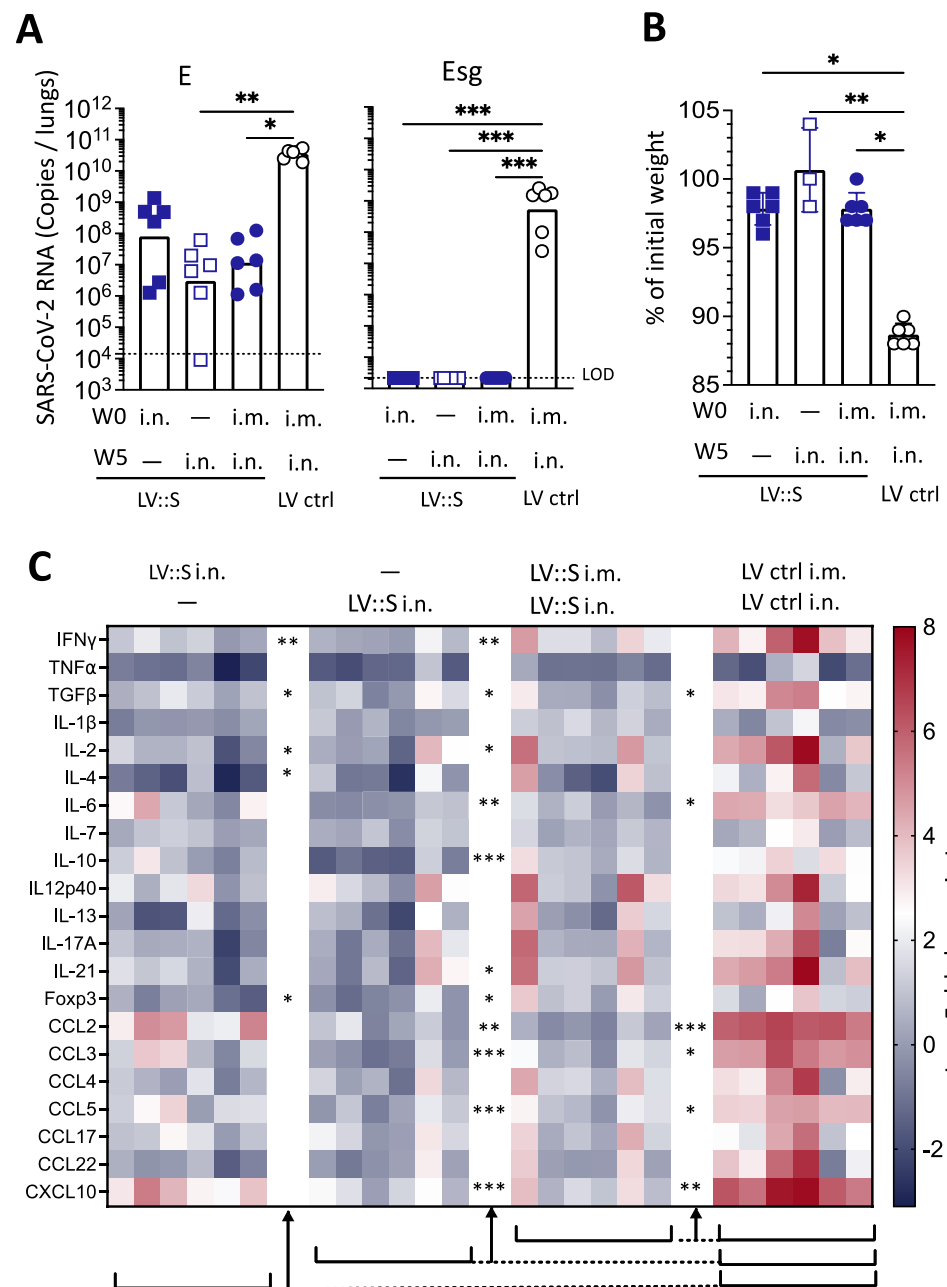 A
E
Esg
SARS-CoV-2 RNA (Copies / lungs)
10¹²
10¹¹
10¹⁰
10⁹
10⁸
10⁷
10⁶
10⁵
10⁴
10³
**
*
***
***
***
LOD
W0 i.n. — i.m. i.m.
W5 — i.n. i.n. i.n.
LV::S LV ctrl
i.n. — i.m. i.m.
— i.n. i.n. i.n.
LV::S LV ctrl
B
% of initial weight
105
100
95
90
85
*
**
*
W0 i.n. — i.m. i.m.
W5 — i.n. i.n. i.n.
LV::S LV ctrl
C
LV::S i.n. — LV::S i.m. LV ctrl i.m.
— LV::S i.n. LV::S i.n. LV ctrl i.n.
IFNγ ** **
TNFα
TGFβ * * *
IL-1β
IL-2 * *
IL-4 *
IL-6 ** *
IL-7
IL-10 ***
IL12p40
IL-13
IL-17A
IL-21 *
Foxp3 * *
CCL2 ** ***
CCL3 *** *
CCL4
CCL5 *** *
CCL17
CCL22
CXCL10 *** **
8
6
4
2
0
-2